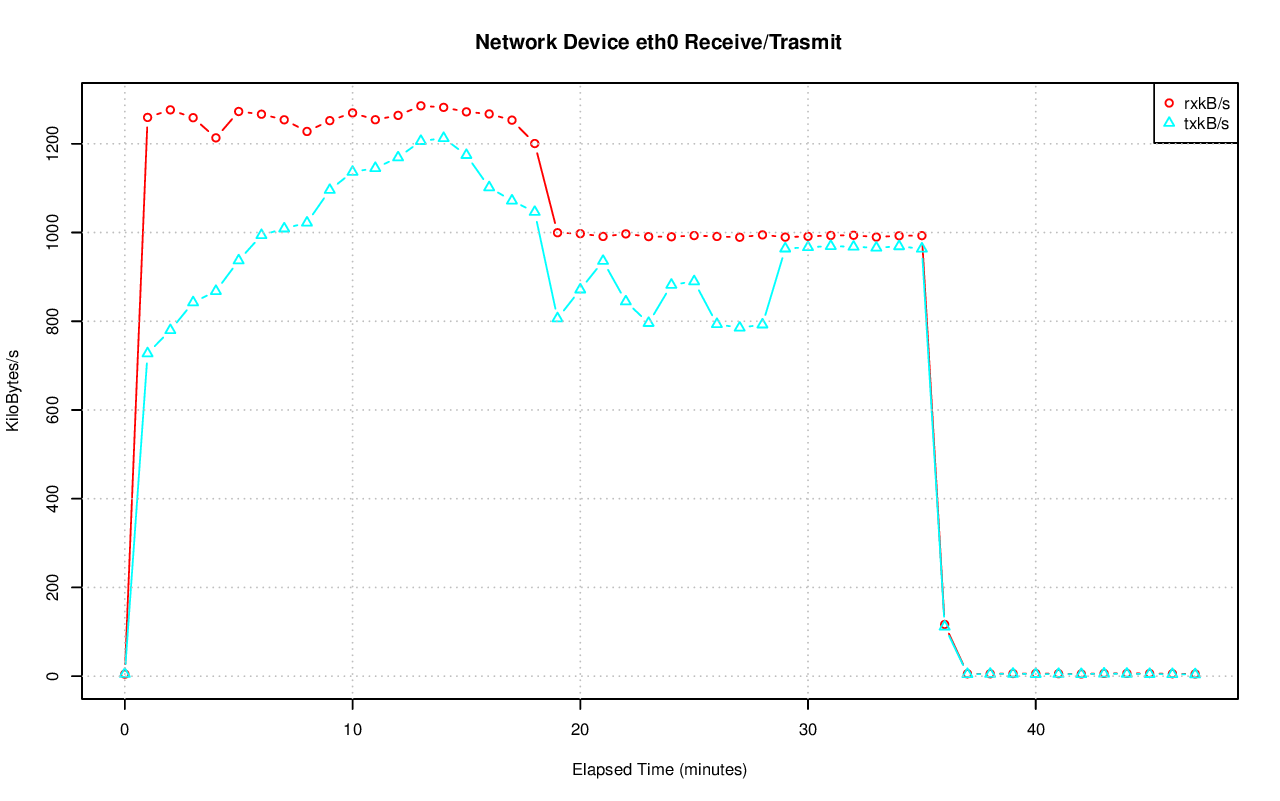 Network Device eth0 Receive/Trasmit
rxkB/s
txkB/s
KiloBytes/s
1200
1000
800
600
400
200
0
0 10 20 30 40
Elapsed Time (minutes)